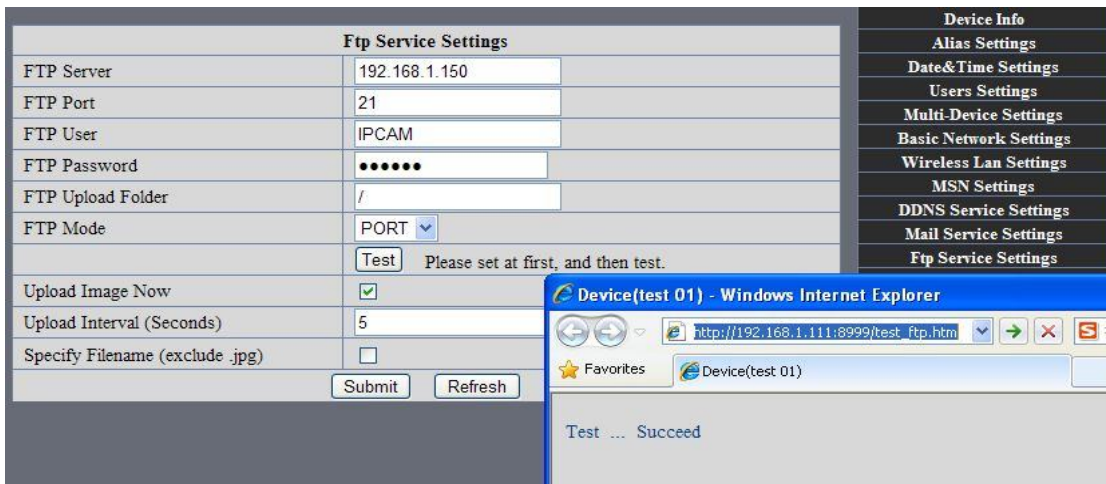 Ftp Service Settings
FTP Server 192.168.1.150
FTP Port 21
FTP User IPCAM
FTP Password ●●●●●●
FTP Upload Folder /
FTP Mode PORT
Test Please set at first, and then test.
Upload Image Now
Upload Interval (Seconds) 5
Specify Filename (exclude .jpg)
Submit Refresh
Device Info
Alias Settings
Date&Time Settings
Users Settings
Multi-Device Settings
Basic Network Settings
Wireless Lan Settings
MSN Settings
DDNS Service Settings
Mail Service Settings
Ftp Service Settings
Device(test 01) - Windows Internet Explorer
http://192.168.1.111:8999/test_ftp.htm
Favorites Device(test 01)
Test ... Succeed